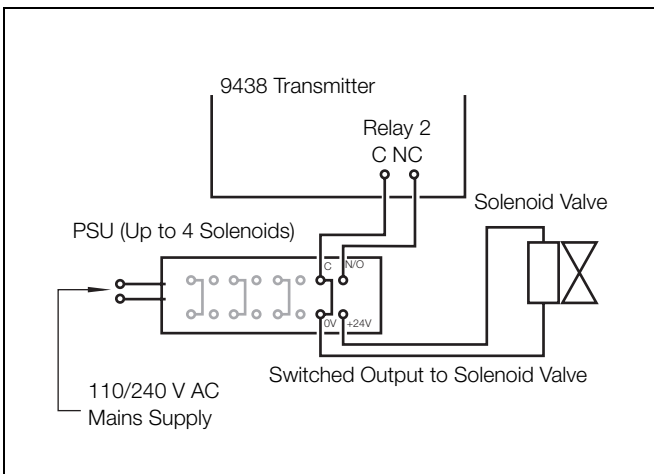 9438 Transmitter
Relay 2
C NC
Solenoid Valve
PSU (Up to 4 Solenoids)
C N/O
0V +24V
Switched Output to Solenoid Valve
110/240 V AC
Mains Supply